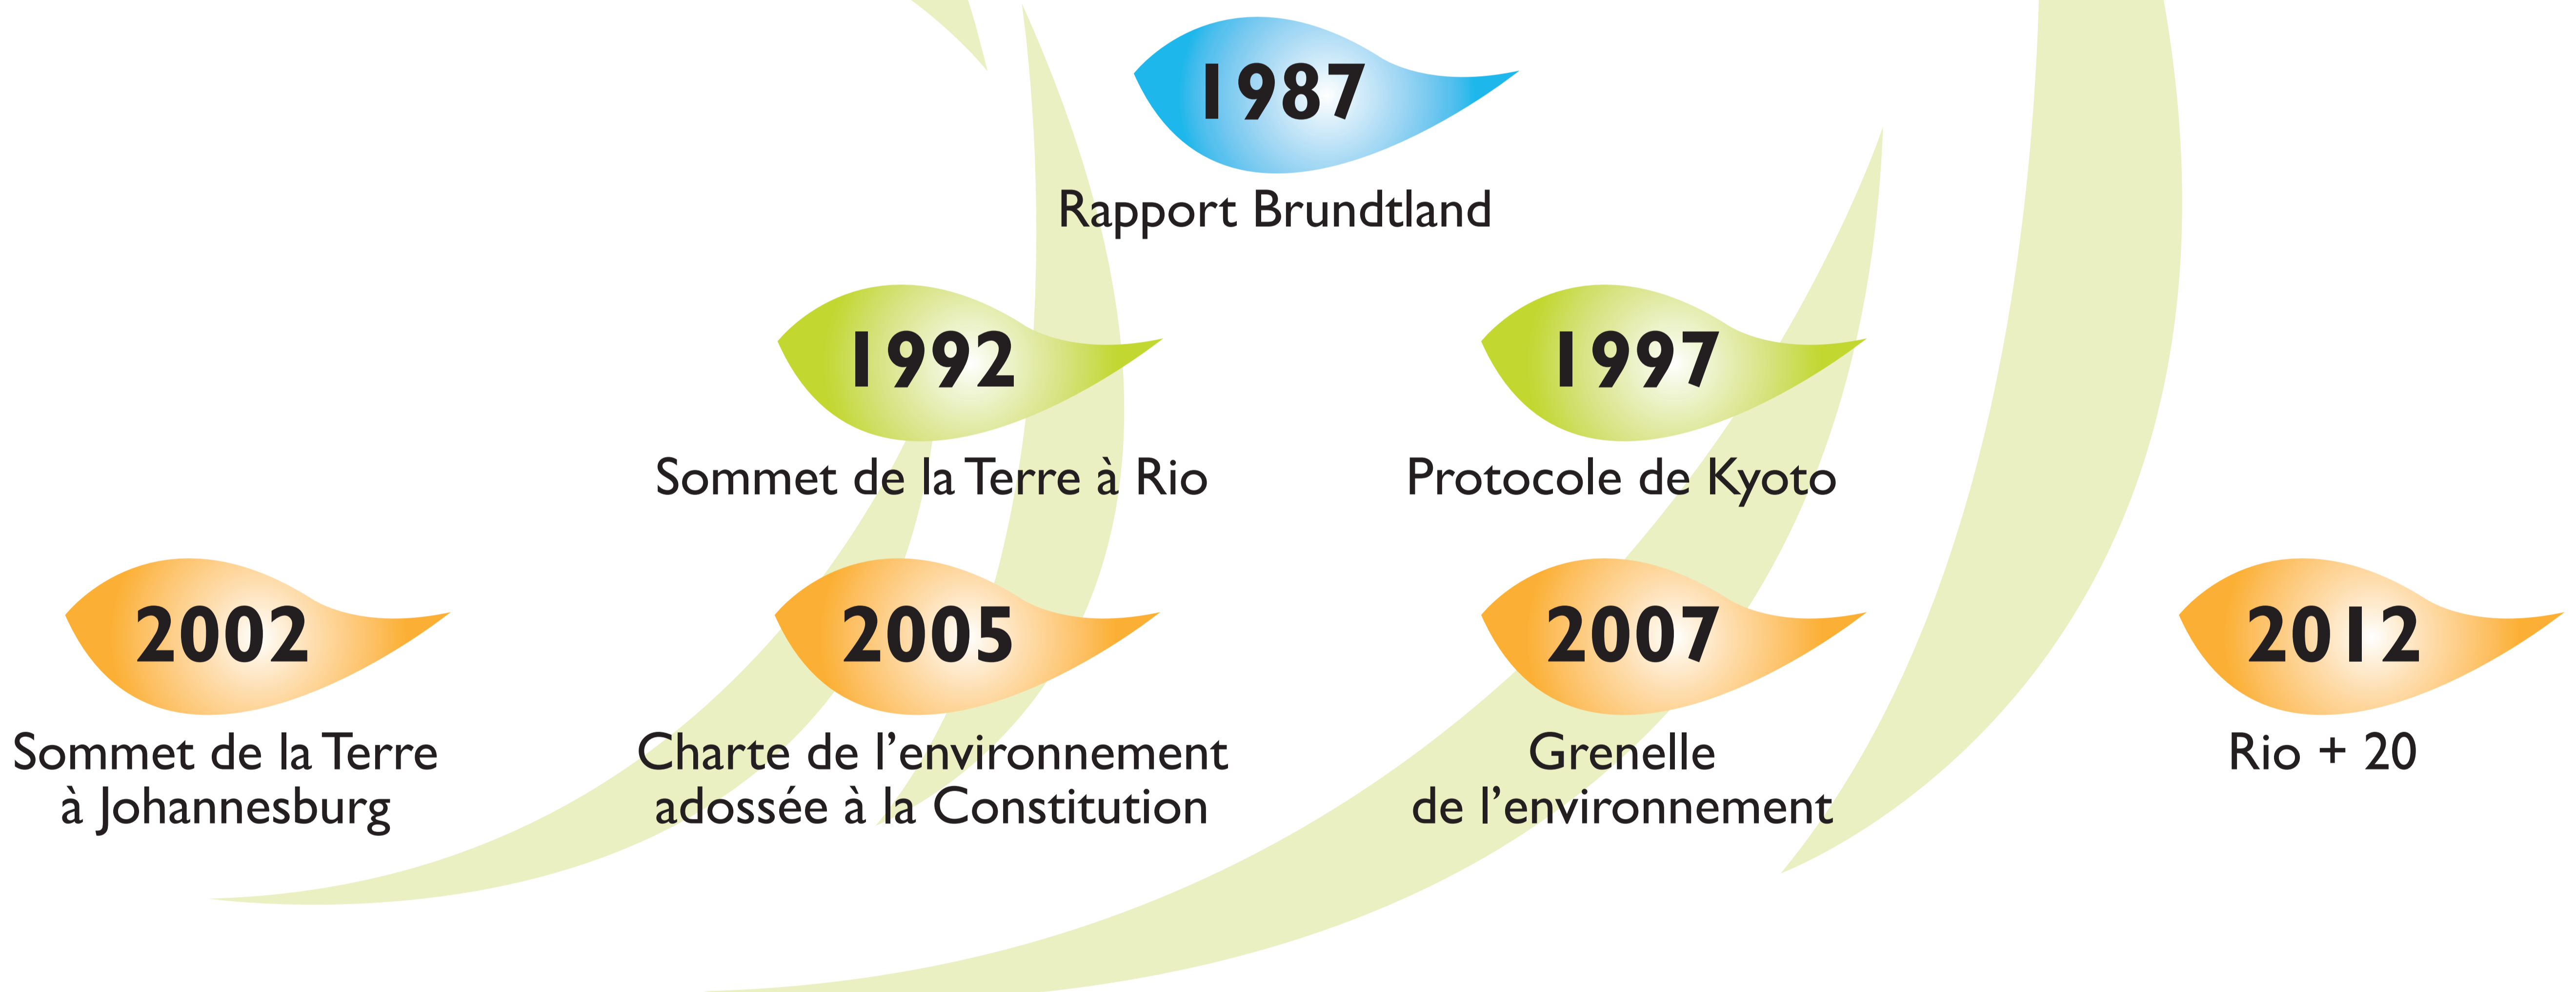 1987
Rapport Brundtland
1992
Sommet de la Terre à Rio
1997
Protocole de Kyoto
2002
Sommet de la Terre
à Johannesburg
2005
Charte de l’environnement
adossée à la Constitution
2007
Grenelle
de l’environnement
2012
Rio + 20